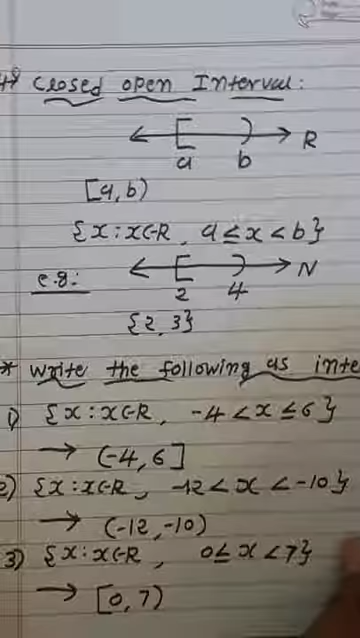 4) Closed open Interval:
[ ) R
a b
[a,b)
{x:x∈R, a≤x<b}
e.g: [ ) N
2 4
{2,3}
* Write the following as inte
1) {x:x∈R, -4<x≤6}
→ (-4,6]
2) {x:x∈R, -12<x<-10}
→ (-12,-10)
3) {x:x∈R, 0≤x<7}
→ [0,7)